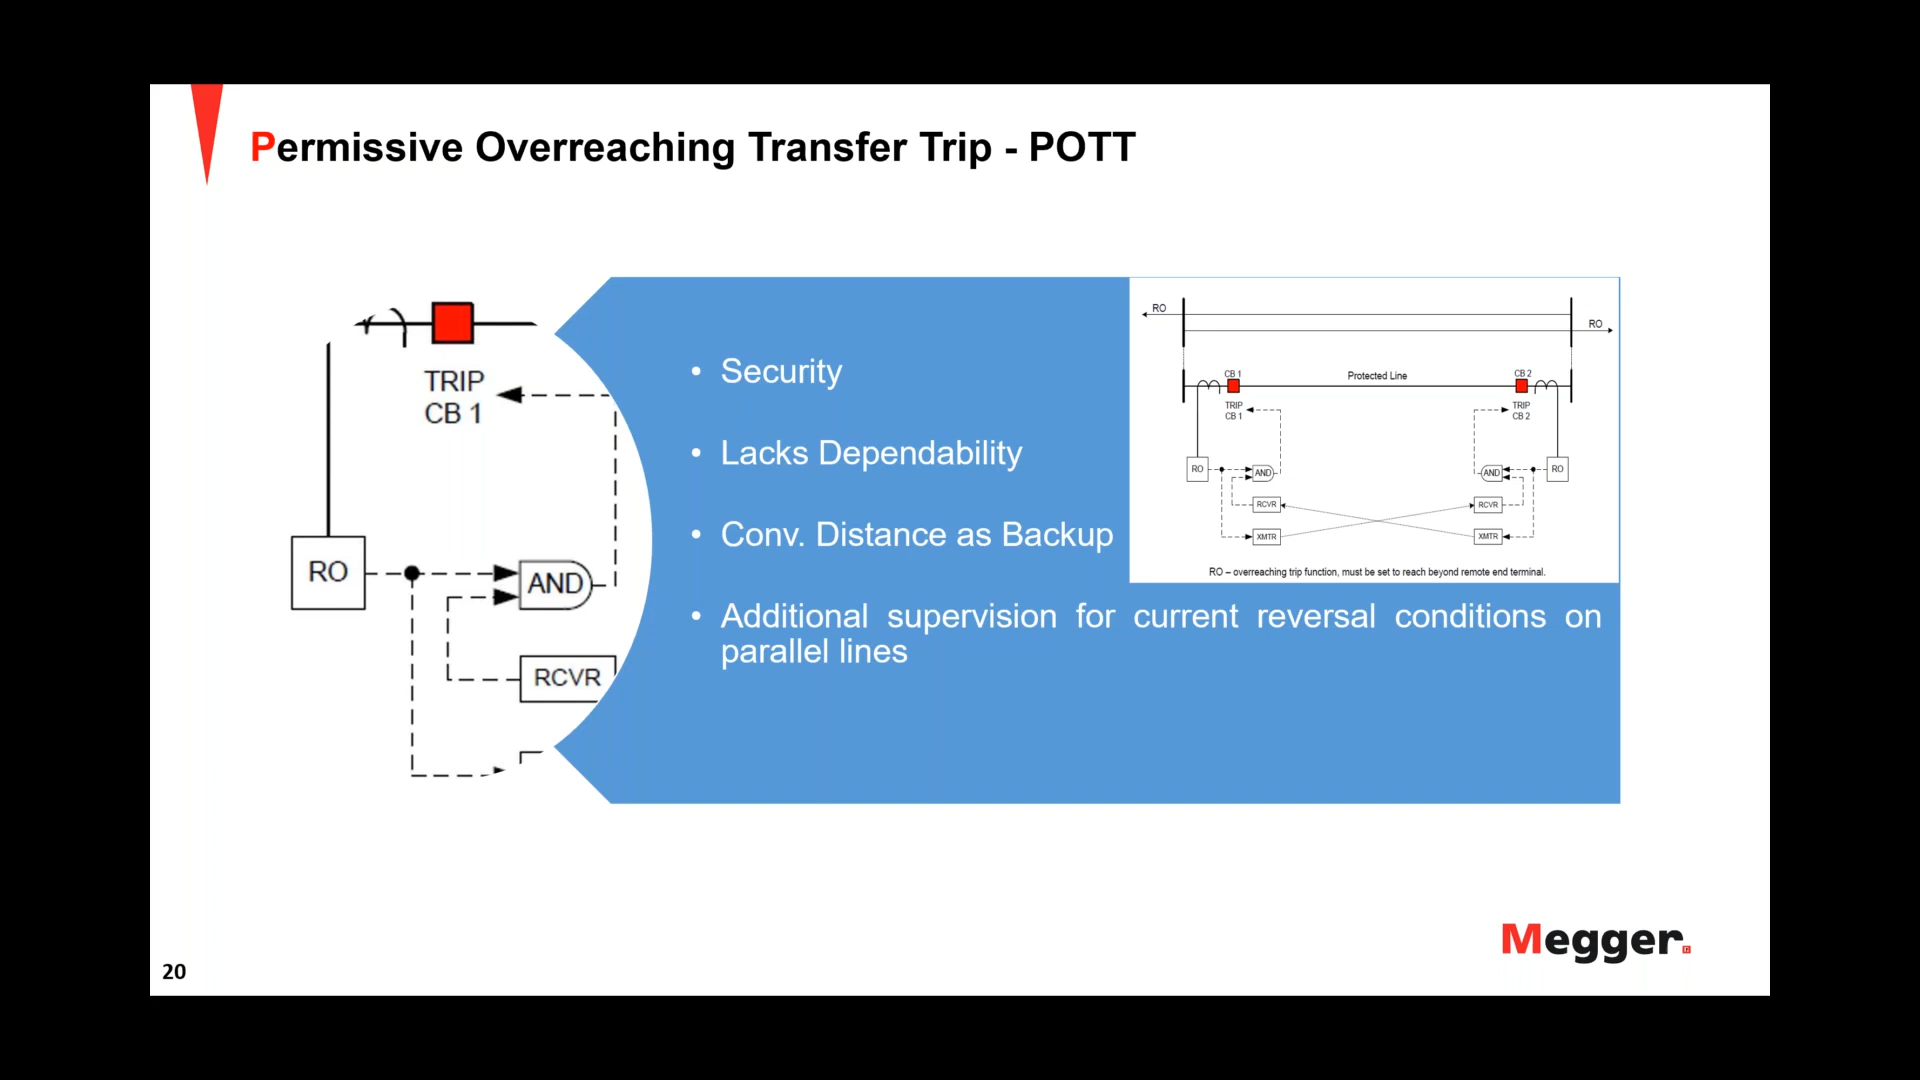 Permissive Overreaching Transfer Trip - POTT
TRIP
CB 1
RO
AND
RCVR
• Security
• Lacks Dependability
• Conv. Distance as Backup
• Additional supervision for current reversal conditions on
parallel lines
RO
RO
CB 1
Protected Line
CB 2
TRIP
CB 1
TRIP
CB 2
RO
AND
AND
RO
RCVR
RCVR
XMTR
XMTR
RO – overreaching trip function, must be set to reach beyond remote end terminal.
Megger.
20